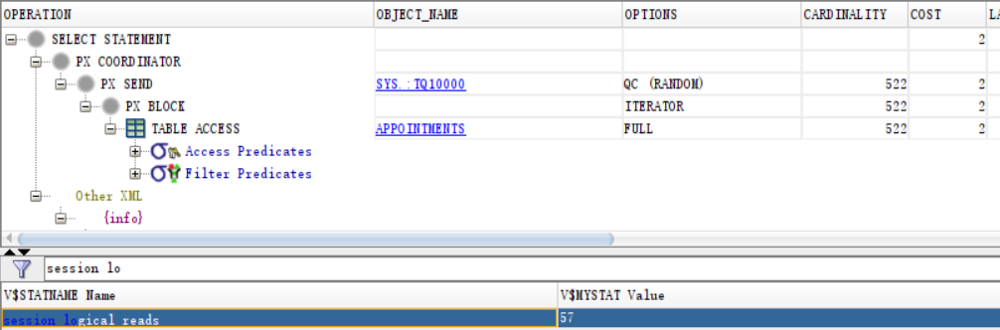 OPERATION OBJECT_NAME OPTIONS CARDINALITY COST LA
SELECT STATEMENT 2
PX COORDINATOR
PX SEND SYS.:TQ10000 QC (RANDOM) 522 2
PX BLOCK ITERATOR 522 2
TABLE ACCESS APPOINTMENTS FULL 522 2
Access Predicates
Filter Predicates
Other XML
{info}
session lo
V$STATNAME Name V$MYSTAT Value
session logical reads 57